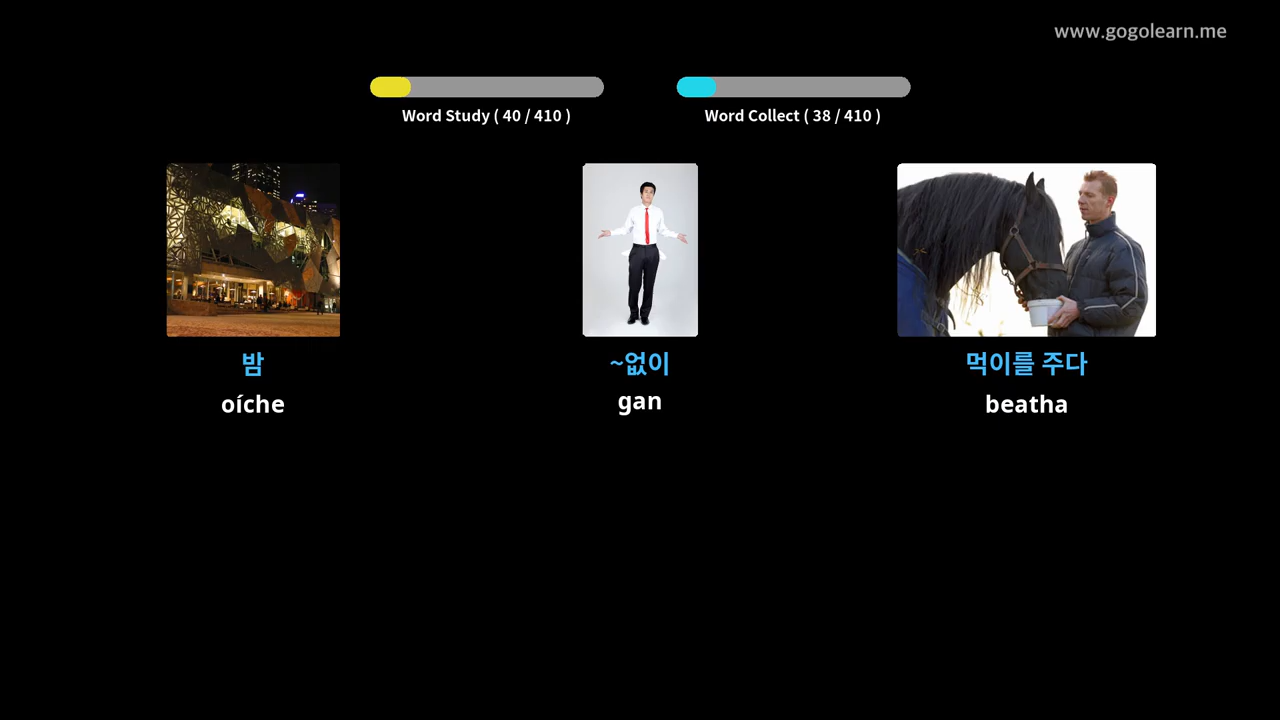 www.gogolearn.me
Word Study ( 40 / 410 )
Word Collect ( 38 / 410 )
밤
~없이
먹이를 주다
oíche
gan
beatha